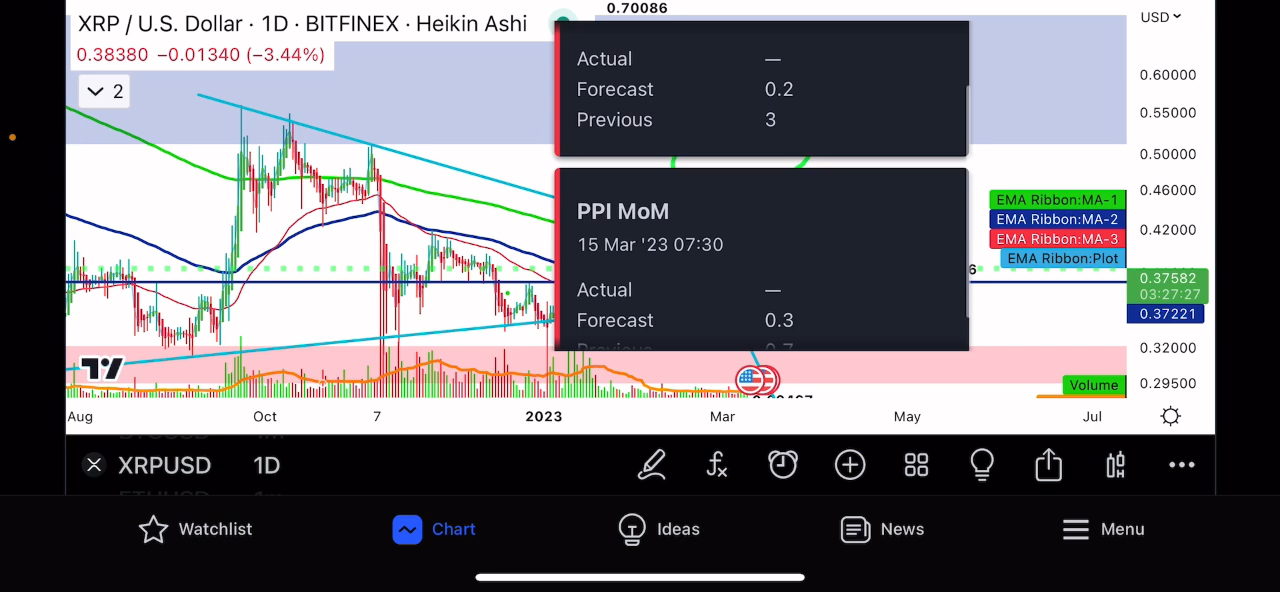 0.70086
XRP / U.S. Dollar · 1D · BITFINEX · Heikin Ashi
USD
0.38380 −0.01340 (−3.44%)
2
Actual —
Forecast 0.2
Previous 3
PPI MoM
15 Mar '23 07:30
Actual —
Forecast 0.3
0.60000
0.55000
0.50000
0.46000
0.42000
EMA Ribbon:MA-1
EMA Ribbon:MA-2
EMA Ribbon:MA-3
EMA Ribbon:Plot
6
0.37582
03:27:27
0.37221
0.32000
0.29500
Volume
Aug Oct 7 2023 Mar May Jul
XRPUSD 1D
Watchlist Chart Ideas News Menu